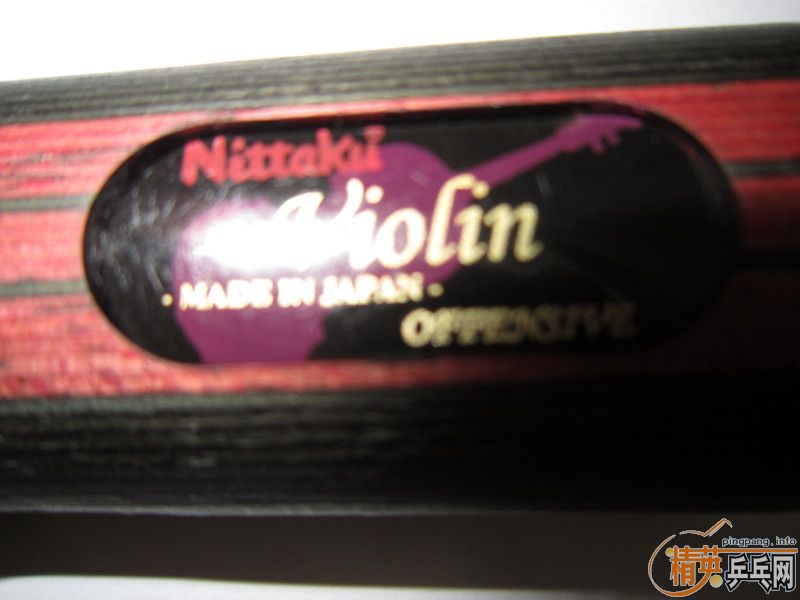 Nittaku
Violin
- MADE IN JAPAN -
OFFENSIVE
pingpang.info
精英乒乓网